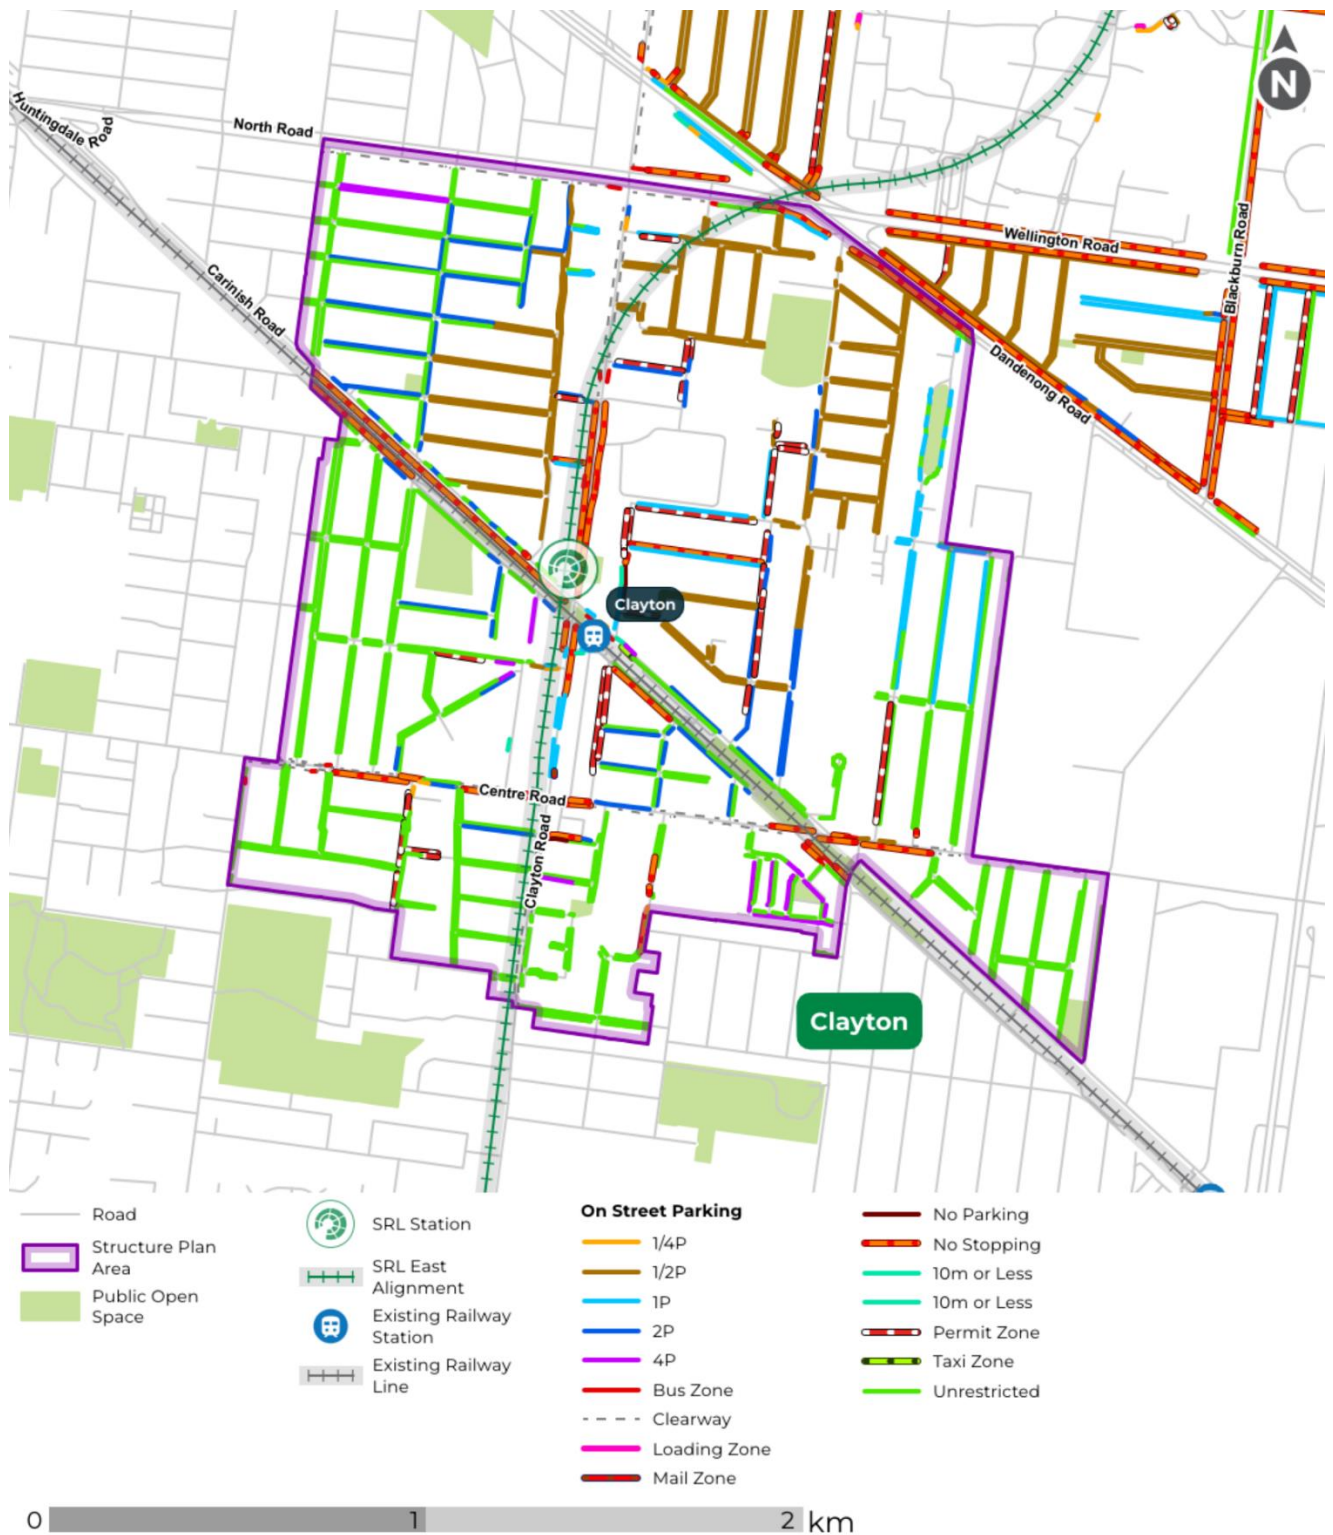 N
Huntingdale Road
North Road
Wellington Road
Blackburn Road
Carinish Road
Dandenong Road
Clayton
Centre Road
Clayton Road
Clayton
Road
Structure Plan
Area
Public Open
Space
SRL Station
SRL East
Alignment
Existing Railway
Station
Existing Railway
Line
On Street Parking
1/4P
1/2P
1P
2P
4P
Bus Zone
Clearway
Loading Zone
Mail Zone
No Parking
No Stopping
10m or Less
10m or Less
Permit Zone
Taxi Zone
Unrestricted
0 1 2 km